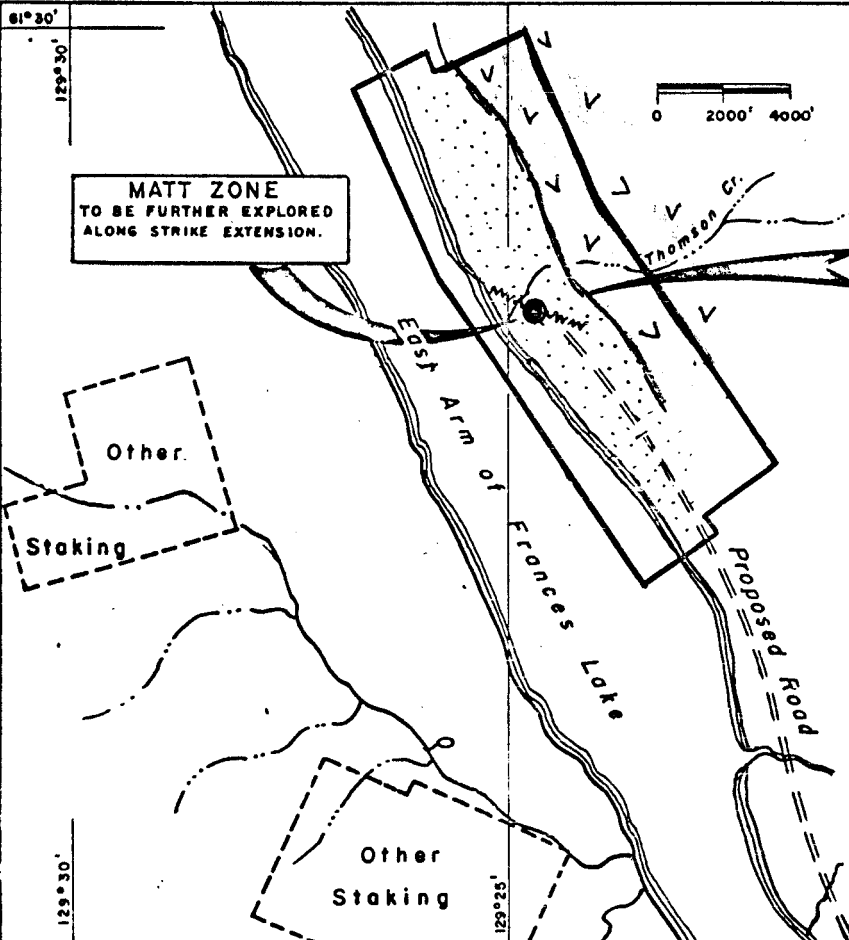 61°30'
129°30'
0 2000' 4000'
MATT ZONE
TO BE FURTHER EXPLORED
ALONG STRIKE EXTENSION.
Thomson Cr.
East Arm of Frances Lake
Other
Staking
Proposed Road
Other
Staking
129°30'
129°25'